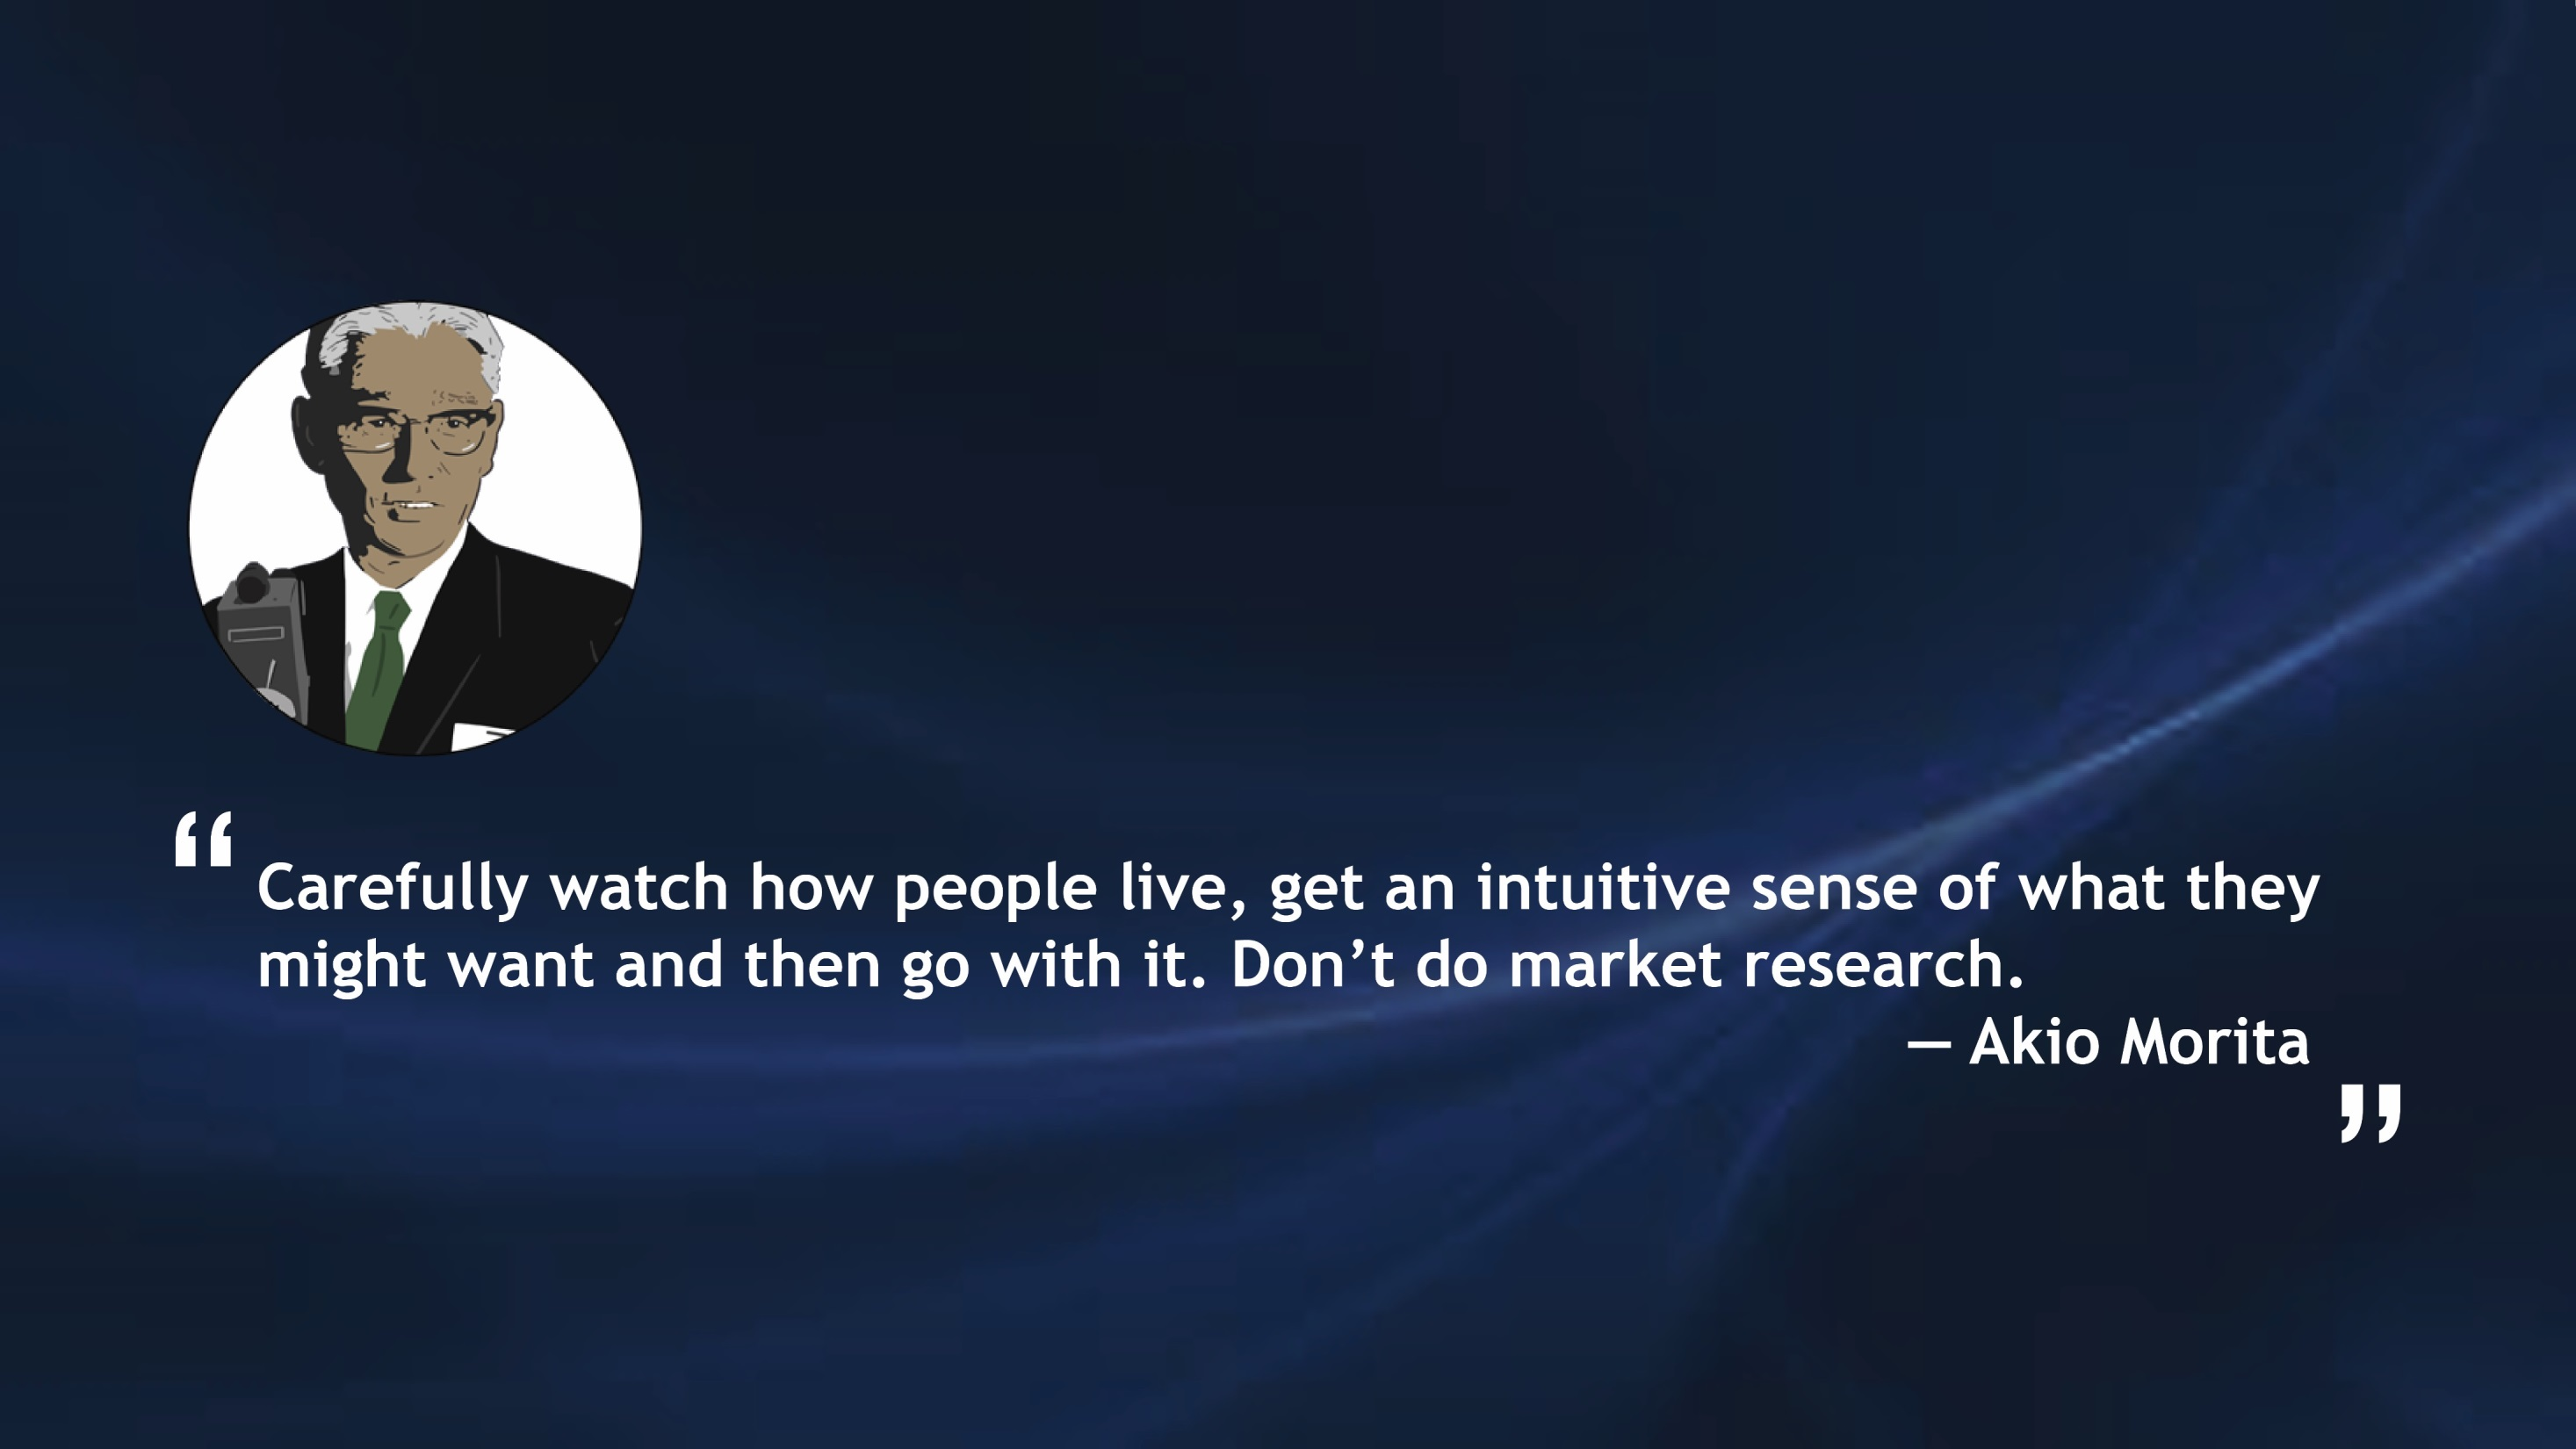 “ Carefully watch how people live, get an intuitive sense of what they
might want and then go with it. Don’t do market research.
— Akio Morita
”